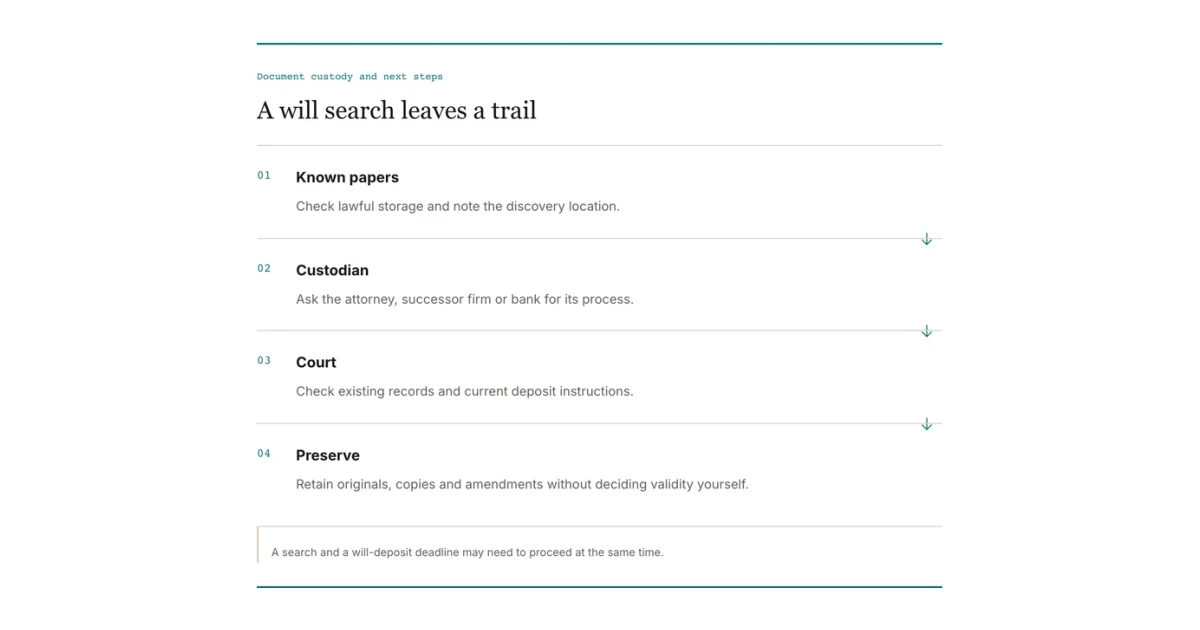 Document custody and next steps
A will search leaves a trail
01
Known papers
Check lawful storage and note the discovery location.
02
Custodian
Ask the attorney, successor firm or bank for its process.
03
Court
Check existing records and current deposit instructions.
04
Preserve
Retain originals, copies and amendments without deciding validity yourself.
A search and a will-deposit deadline may need to proceed at the same time.